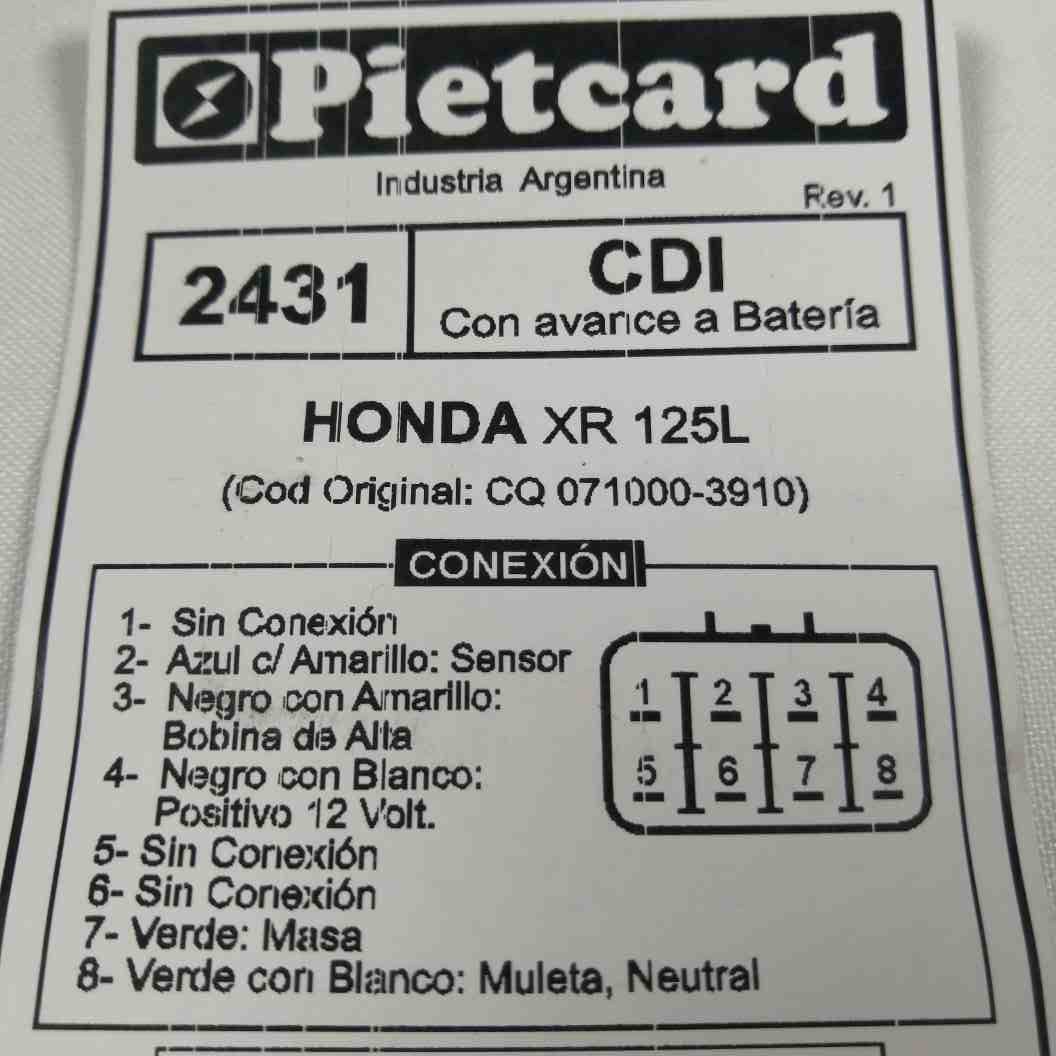 Pietcard
Industria Argentina
Rev. 1
2431
CDI
Con avance a Batería
HONDA XR 125L
(Cod Original: CQ 071000-3910)
CONEXIÓN
1- Sin Conexión
2- Azul c/ Amarillo: Sensor
3- Negro con Amarillo:
Bobina de Alta
4- Negro con Blanco:
Positivo 12 Volt.
5- Sin Conexión
6- Sin Conexión
7- Verde: Masa
8- Verde con Blanco: Muleta, Neutral
1 2 3 4
5 6 7 8